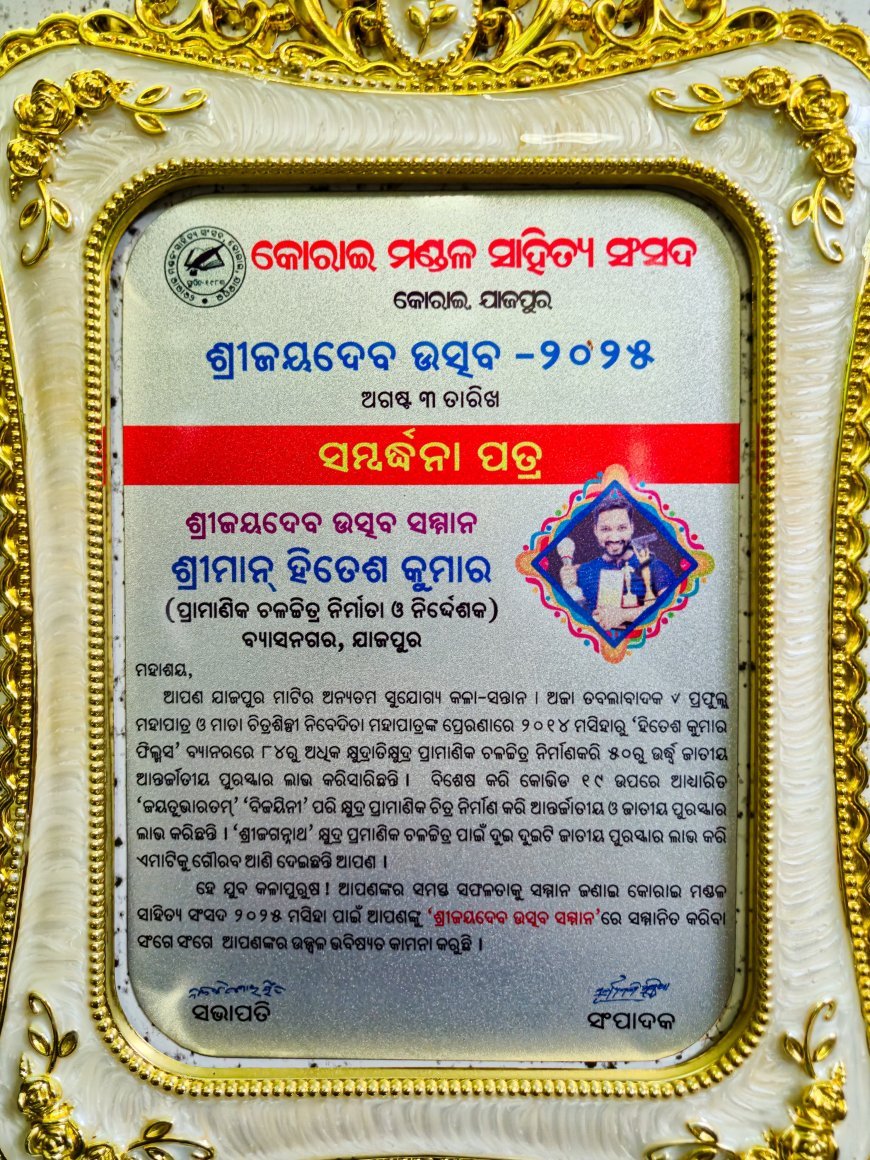 କୋରାଇ ମଣ୍ଡଳ ସାହିତ୍ୟ ସଂସଦ
କୋରାଇ, ଯାଜପୁର
ଶ୍ରୀଜୟଦେବ ଉତ୍ସବ -୨୦୨୫
ଅଗଷ୍ଟ ୩ ତାରିଖ
ସମ୍ବର୍ଦ୍ଧନା ପତ୍ର
ଶ୍ରୀଜୟଦେବ ଉତ୍ସବ ସମ୍ମାନ
ଶ୍ରୀମାନ୍ ହିତେଶ କୁମାର
(ପ୍ରାମାଣିକ ଚଳଚ୍ଚିତ୍ର ନିର୍ମାତା ଓ ନିର୍ଦ୍ଦେଶକ)
ବ୍ୟାସନଗର, ଯାଜପୁର
ମହାଶୟ,
ଆପଣ ଯାଜପୁର ମାଟିର ଅନ୍ୟତମ ସୁଯୋଗ୍ୟ କଳା-ସନ୍ତାନ । ଅଜା ତବଲାବାଦକ ୰ ପ୍ରଫୁଲ୍ଲ
ମହାପାତ୍ର ଓ ମାତା ଚିତ୍ରଶିଳ୍ପୀ ନିବେଦିତା ମହାପାତ୍ରଙ୍କ ପ୍ରେରଣାରେ ୨୦୧୪ ମସିହାରୁ ‘ହିତେଶ କୁମାର
ଫିଲ୍ମସ’ ବ୍ୟାନରରେ ୮୪ରୁ ଅଧିକ କ୍ଷୁଦ୍ରାତିକ୍ଷୁଦ୍ର ପ୍ରାମାଣିକ ଚଳଚ୍ଚିତ୍ର ନିର୍ମାଣକରି ୫୦ରୁ ଉର୍ଦ୍ଧ୍ୱ ଜାତୀୟ
ଆନ୍ତର୍ଜାତୀୟ ପୁରସ୍କାର ଲାଭ କରିସାରିଛନ୍ତି । ବିଶେଷ କରି କୋଭିଡ ୧୯ ଉପରେ ଆଧାରିତ
‘ଜୟତୁଭାରତମ୍’ ‘ବିଜୟିନୀ’ ପରି କ୍ଷୁଦ୍ର ପ୍ରାମାଣିକ ଚିତ୍ର ନିର୍ମାଣ କରି ଆନ୍ତର୍ଜାତୀୟ ଓ ଜାତୀୟ ପୁରସ୍କାର
ଲାଭ କରିଛନ୍ତି । ‘ଶ୍ରୀଜଗନ୍ନାଥ’ କ୍ଷୁଦ୍ର ପ୍ରମାଣିକ ଚଳଚ୍ଚିତ୍ର ପାଇଁ ଦୁଇ ଦୁଇଟି ଜାତୀୟ ପୁରସ୍କାର ଲାଭ କରି
ଏମାଟିକୁ ଗୌରବ ଆଣି ଦେଇଛନ୍ତି ଆପଣ ।
ହେ ଯୁବ କଳାପୁରୁଷ ! ଆପଣଙ୍କର ସମସ୍ତ ସଫଳତାକୁ ସମ୍ମାନ ଜଣାଇ କୋରାଇ ମଣ୍ଡଳ
ସାହିତ୍ୟ ସଂସଦ ୨୦୨୫ ମସିହା ପାଇଁ ଆପଣଙ୍କୁ ‘ଶ୍ରୀଜୟଦେବ ଉତ୍ସବ ସମ୍ମାନ’ରେ ସମ୍ମାନିତ କରିବା
ସଂଗେ ସଂଗେ ଆପଣଙ୍କର ଉଜ୍ଜ୍ୱଳ ଭବିଷ୍ୟତ କାମନା କରୁଛି ।
ସଭାପତି
ସଂପାଦକ